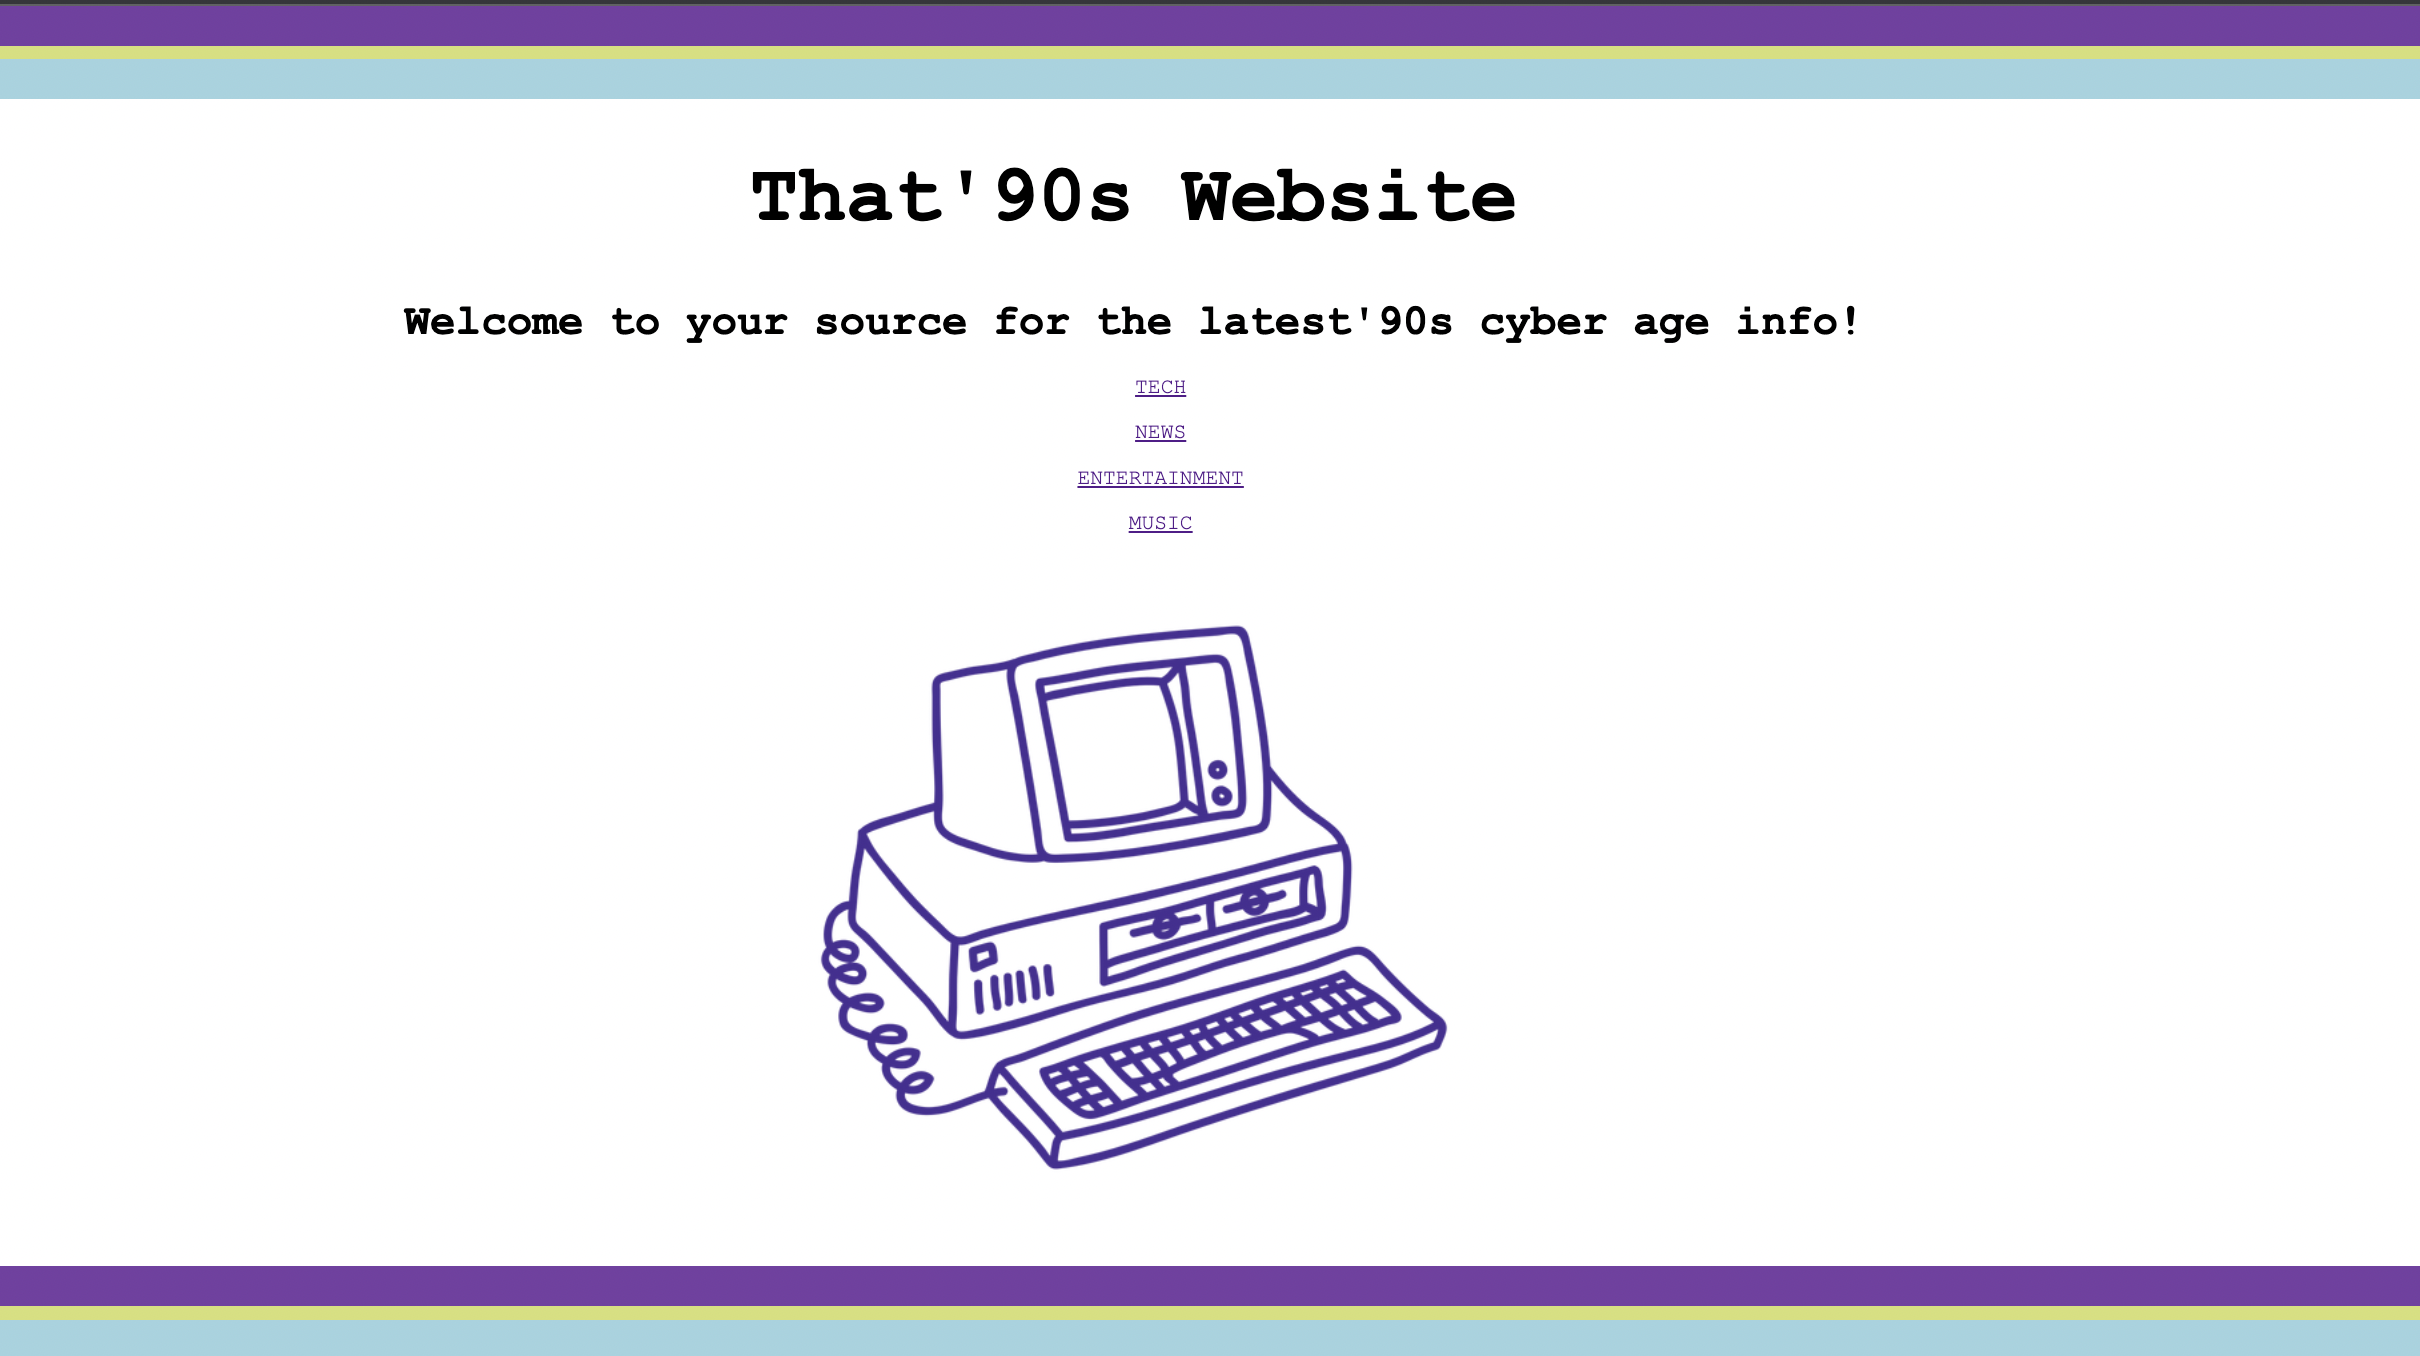 That'90s Website
Welcome to your source for the latest'90s cyber age info!
TECH
NEWS
ENTERTAINMENT
MUSIC